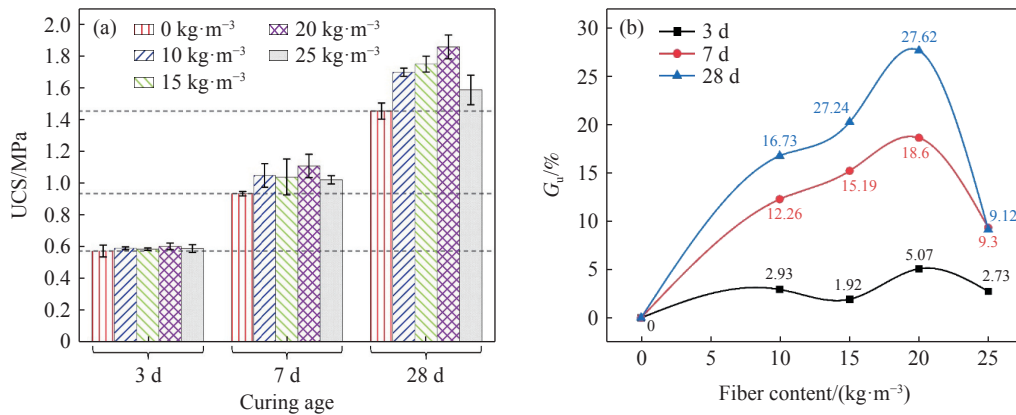 (a)
0 kg·m⁻³
20 kg·m⁻³
10 kg·m⁻³
25 kg·m⁻³
15 kg·m⁻³
UCS/MPa
2.0
1.8
1.6
1.4
1.2
1.0
0.8
0.6
0.4
0.2
0
3 d
7 d
28 d
Curing age
(b)
3 d
7 d
28 d
Gᵤ/%
30
25
20
15
10
5
0
27.62
27.24
16.73
18.6
15.19
12.26
9.12
9.3
5.07
2.93
1.92
2.73
0
0
5
10
15
20
25
Fiber content/(kg·m⁻³)